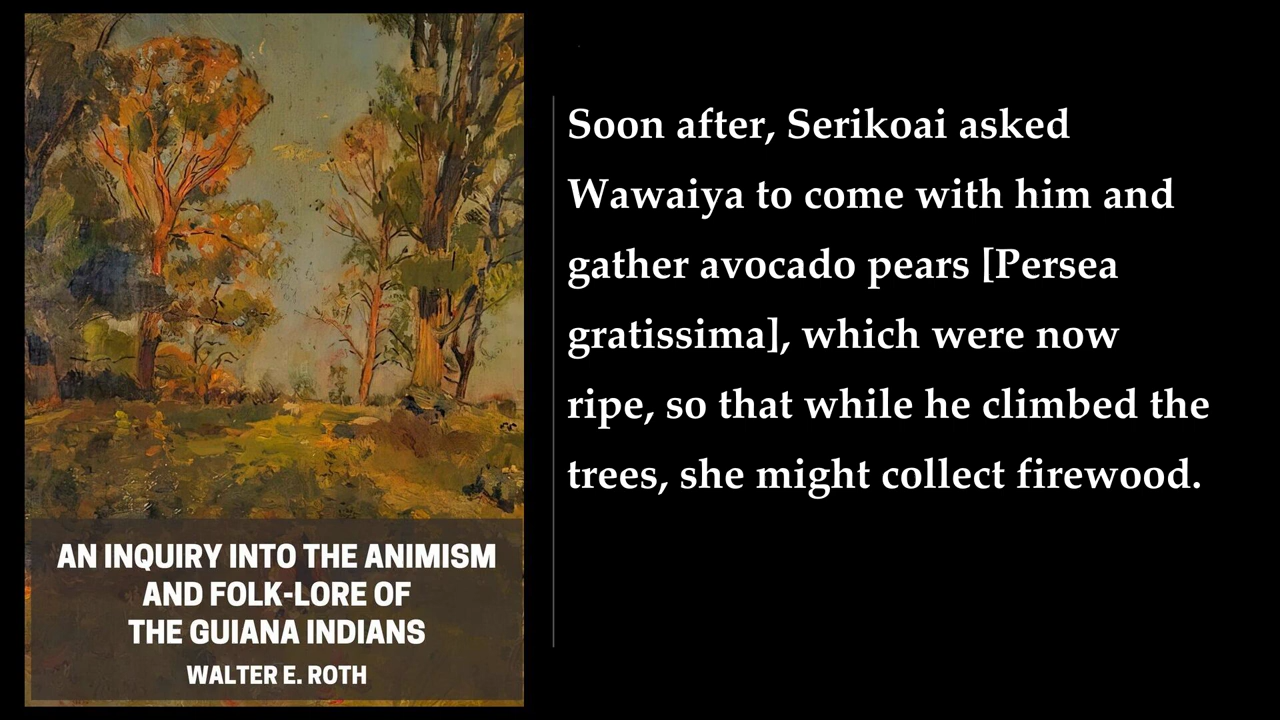 Soon after, Serikoai asked
Wawaiya to come with him and
gather avocado pears [Persea
gratissima], which were now
ripe, so that while he climbed the
trees, she might collect firewood.
AN INQUIRY INTO THE ANIMISM
AND FOLK-LORE OF
THE GUIANA INDIANS
WALTER E. ROTH